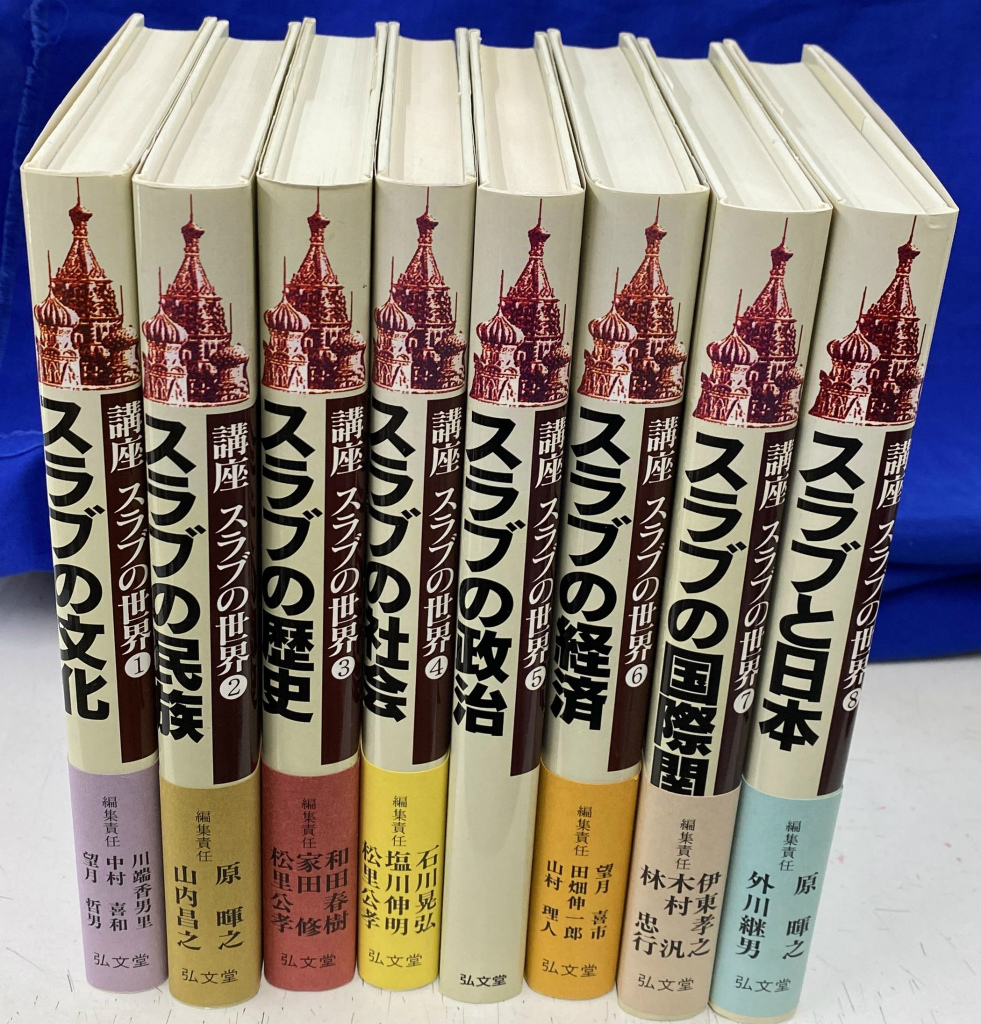 講座 スラブの世界 1
スラブの文化
編集責任
川端香男里
中村 喜和
望月 哲男
弘文堂
講座 スラブの世界 2
スラブの民族
編集責任
原 暉之
山内昌之
弘文堂
講座 スラブの世界 3
スラブの歴史
編集責任
和田春樹
家田 修
松里公孝
弘文堂
講座 スラブの世界 4
スラブの社会
編集責任
石川晃弘
塩川伸明
松里公孝
弘文堂
講座 スラブの世界 5
スラブの政治
弘文堂
講座 スラブの世界 6
スラブの経済
編集責任
望月 喜市
田畑伸一郎
山村 理人
弘文堂
講座 スラブの世界 7
スラブの国際関
編集責任
伊東孝之
木村 汎
林 忠行
弘文堂
講座 スラブの世界 8
スラブと日本
編集責任
原 暉之
外川継男
弘文堂